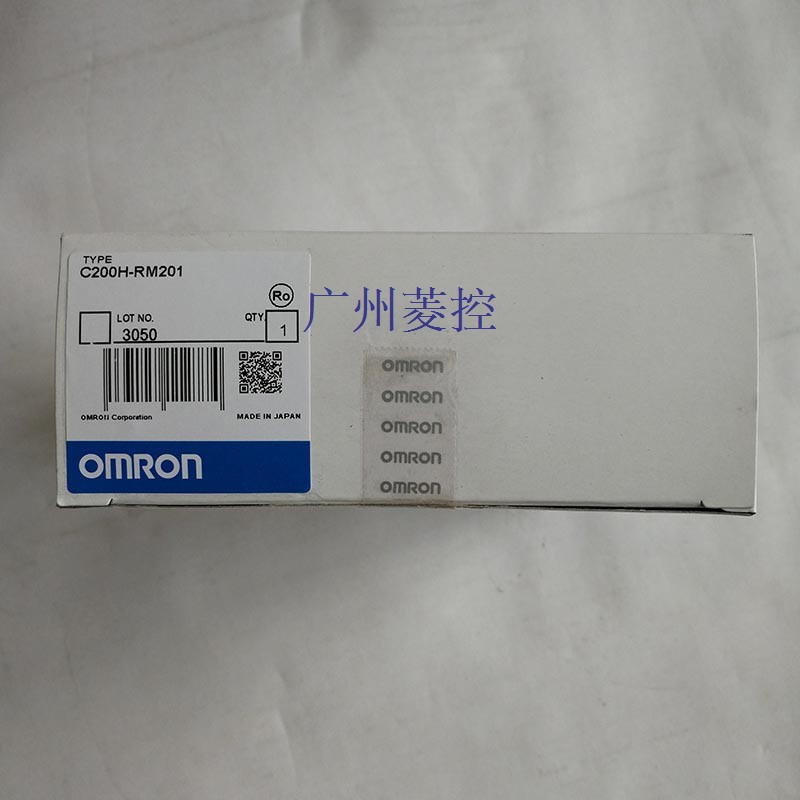 TYPE
C200H-RM201
Ro
广州菱控
LOT NO.
QTY
3050
1
OMRON Corporation
MADE IN JAPAN
OMRON
OMRON
OMRON
OMRON
OMRON
OMRON